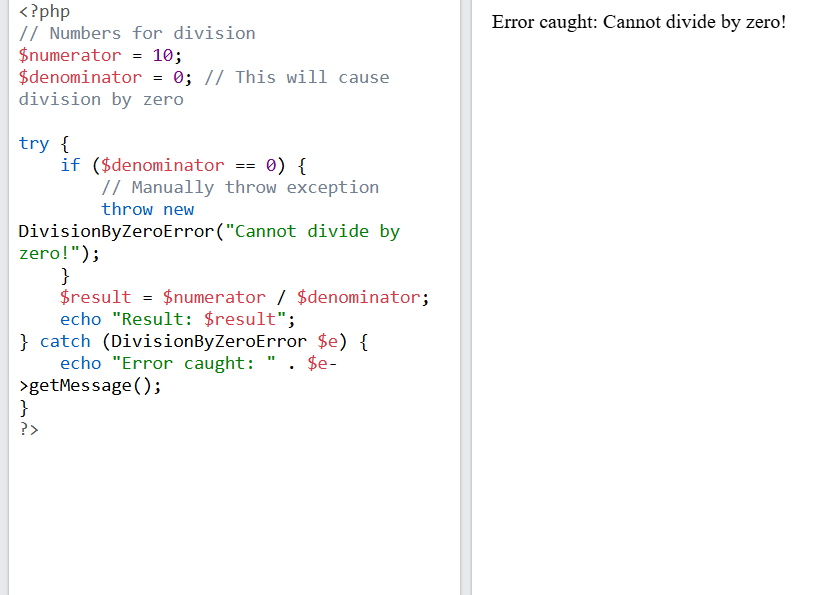 <?php
// Numbers for division
$numerator = 10;
$denominator = 0; // This will cause
division by zero
try {
    if ($denominator == 0) {
        // Manually throw exception
        throw new
DivisionByZeroError("Cannot divide by
zero!");
    }
    $result = $numerator / $denominator;
    echo "Result: $result";
} catch (DivisionByZeroError $e) {
    echo "Error caught: " . $e-
>getMessage();
}
?>
Error caught: Cannot divide by zero!